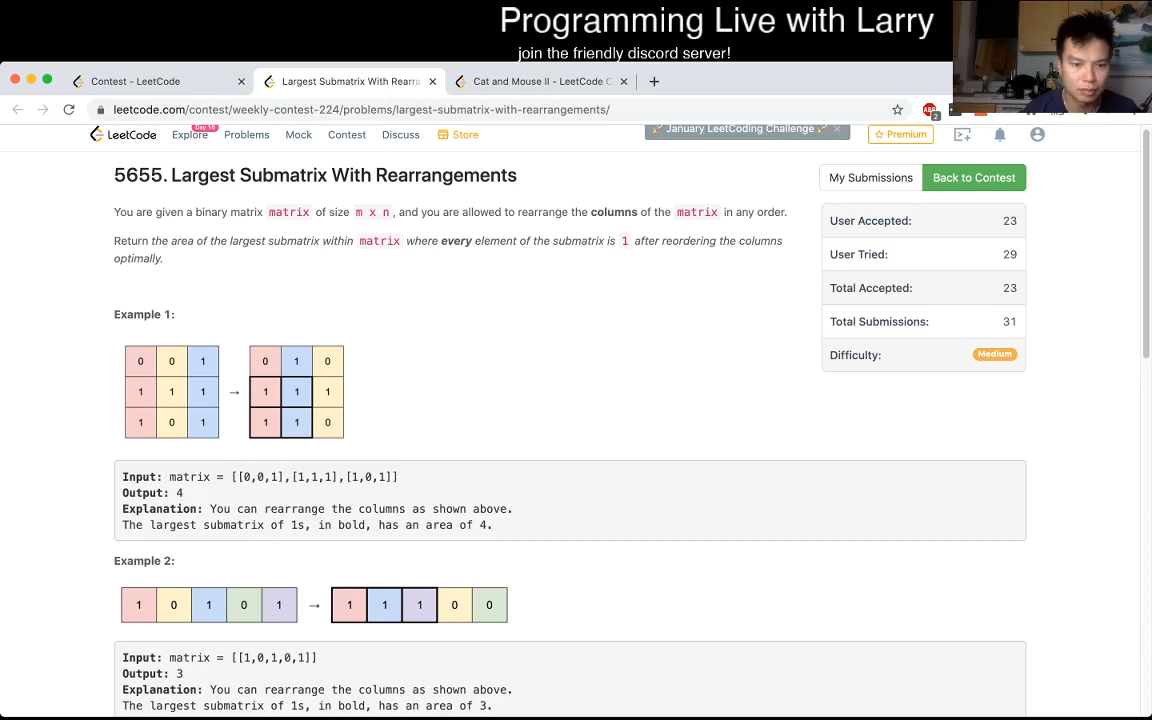 Programming Live with Larry
join the friendly discord server!
Contest - LeetCode
Largest Submatrix With Rearra
Cat and Mouse II - LeetCode C
leetcode.com/contest/weekly-contest-224/problems/largest-submatrix-with-rearrangements/
ABP
2
LeetCode
Explore
Day 16
Problems
Mock
Contest
Discuss
Store
January LeetCoding Challenge
Premium
5655. Largest Submatrix With Rearrangements
My Submissions
Back to Contest
You are given a binary matrix matrix of size m x n, and you are allowed to rearrange the columns of the matrix in any order.
Return the area of the largest submatrix within matrix where every element of the submatrix is 1 after reordering the columns
optimally.
User Accepted: 23
User Tried: 29
Total Accepted: 23
Total Submissions: 31
Difficulty: Medium
Example 1:
0 0 1 0 1 0
1 1 1 → 1 1 1
1 0 1 1 1 0
Input: matrix = [[0,0,1],[1,1,1],[1,0,1]]
Output: 4
Explanation: You can rearrange the columns as shown above.
The largest submatrix of 1s, in bold, has an area of 4.
Example 2:
1 0 1 0 1 → 1 1 1 0 0
Input: matrix = [[1,0,1,0,1]]
Output: 3
Explanation: You can rearrange the columns as shown above.
The largest submatrix of 1s, in bold, has an area of 3.